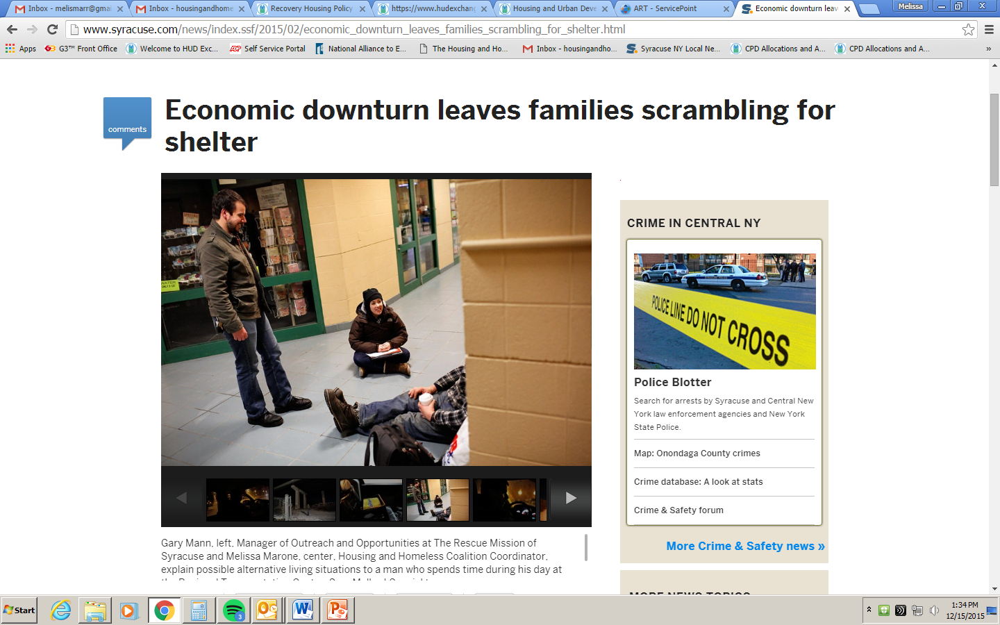 Inbox - melismarr@gmai
Inbox - housingandhome
Recovery Housing Policy
https://www.hudexchang
Housing and Urban Deve
ART - ServicePoint
Economic downturn leav
Melissa
www.syracuse.com/news/index.ssf/2015/02/economic_downturn_leaves_families_scrambling_for_shelter.html
Apps
G3™ Front Office
Welcome to HUD Exc...
ADP
Self Service Portal
National Alliance to E...
The Housing and Ho...
Inbox - housingandho...
Syracuse NY Local Ne...
CPD Allocations and A...
CPD Allocations and A...
»
comments
Economic downturn leaves families scrambling for
shelter
CRIME IN CENTRAL NY
POLICE LINE DO NOT CROSS
Police Blotter
Search for arrests by Syracuse and Central New
York law enforcement agencies and New York
State Police.
Map: Onondaga County crimes
Crime database: A look at stats
Crime & Safety forum
More Crime & Safety news »
Gary Mann, left, Manager of Outreach and Opportunities at The Rescue Mission of
Syracuse and Melissa Marone, center, Housing and Homeless Coalition Coordinator,
explain possible alternative living situations to a man who spends time during his day at
MORE NEWS TOPICS
Start
3
1:34 PM
12/15/2015